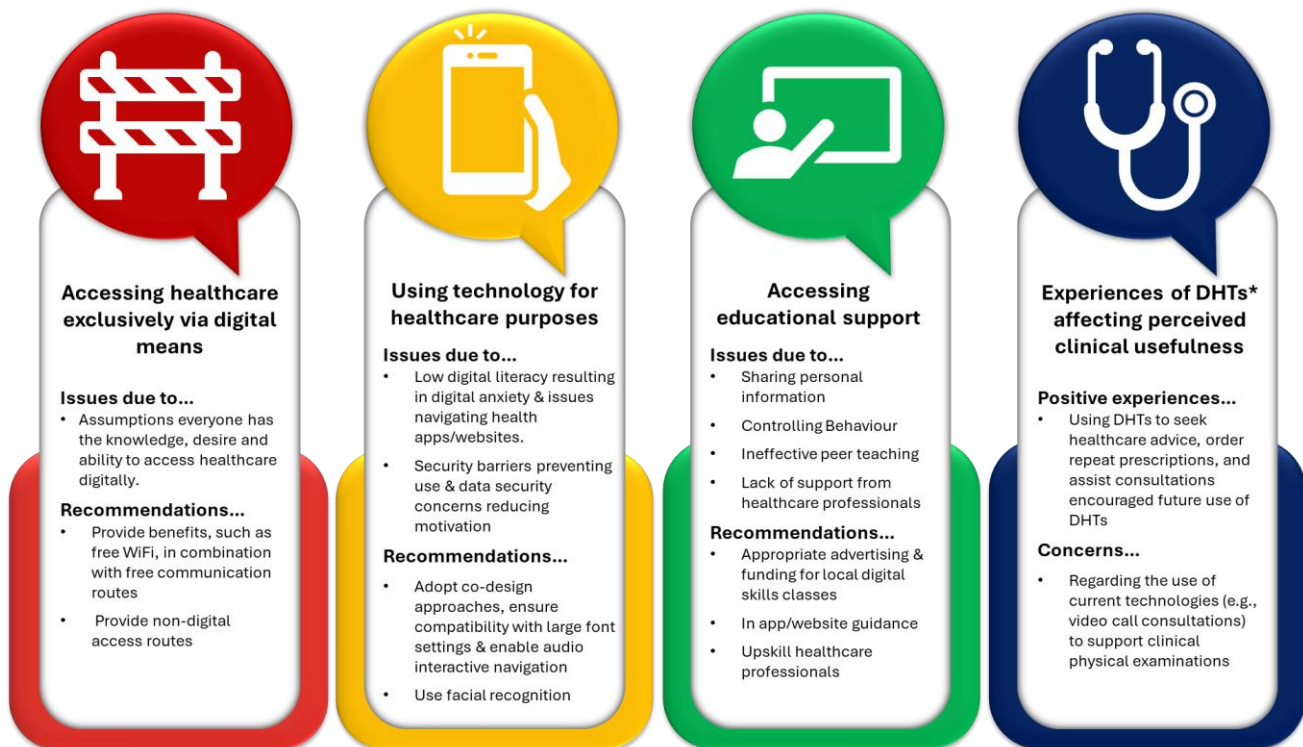 Accessing healthcare
exclusively via digital
means
Issues due to...
• Assumptions everyone has
the knowledge, desire and
ability to access healthcare
digitally.
Recommendations...
• Provide benefits, such as
free WiFi, in combination
with free communication
routes
• Provide non-digital
access routes
Using technology for
healthcare purposes
Issues due to...
• Low digital literacy resulting
in digital anxiety & issues
navigating health
apps/websites.
• Security barriers preventing
use & data security
concerns reducing
motivation
Recommendations...
• Adopt co-design
approaches, ensure
compatibility with large font
settings & enable audio
interactive navigation
• Use facial recognition
Accessing
educational support
Issues due to...
• Sharing personal
information
• Controlling Behaviour
• Ineffective peer teaching
• Lack of support from
healthcare professionals
Recommendations...
• Appropriate advertising &
funding for local digital
skills classes
• In app/website guidance
• Upskill healthcare
professionals
Experiences of DHTs*
affecting perceived
clinical usefulness
Positive experiences...
• Using DHTs to seek
healthcare advice, order
repeat prescriptions, and
assist consultations
encouraged future use of
DHTs
Concerns...
• Regarding the use of
current technologies (e.g.,
video call consultations)
to support clinical
physical examinations